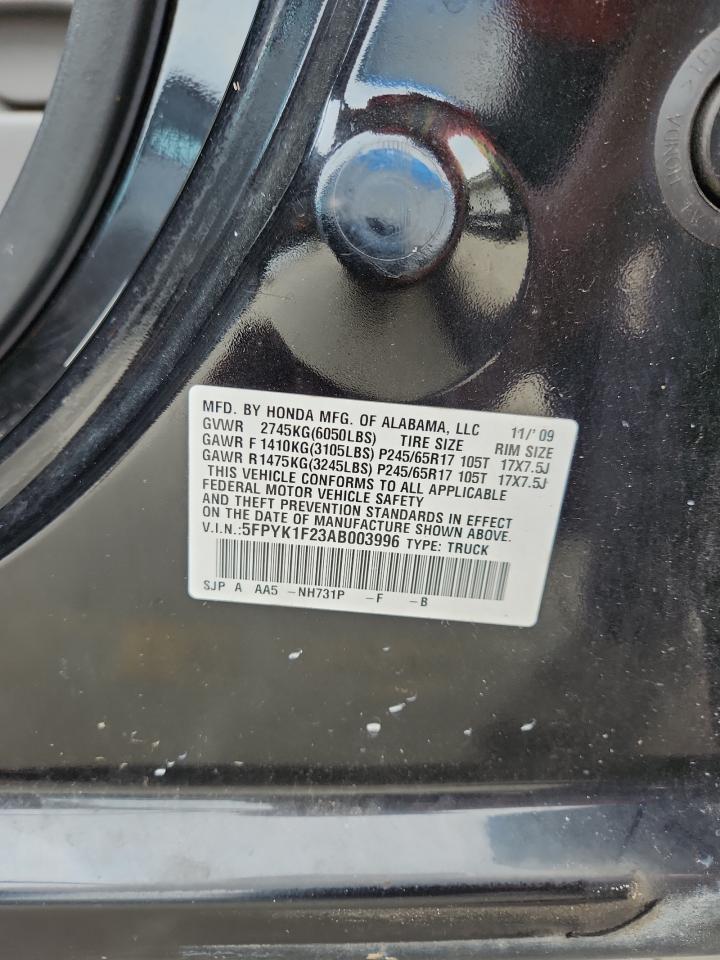 MFD. BY HONDA MFG. OF ALABAMA, LLC 11/'09
GVWR 2745KG(6050LBS) TIRE SIZE RIM SIZE
GAWR F 1410KG(3105LBS) P245/65R17 105T 17X7.5J
GAWR R1475KG(3245LBS) P245/65R17 105T 17X7.5J
THIS VEHICLE CONFORMS TO ALL APPLICABLE
FEDERAL MOTOR VEHICLE SAFETY
AND THEFT PREVENTION STANDARDS IN EFFECT
ON THE DATE OF MANUFACTURE SHOWN ABOVE.
V.I.N.:5FPYK1F23AB003996 TYPE: TRUCK
SJP A AA5 -NH731P -F -B
HONDA